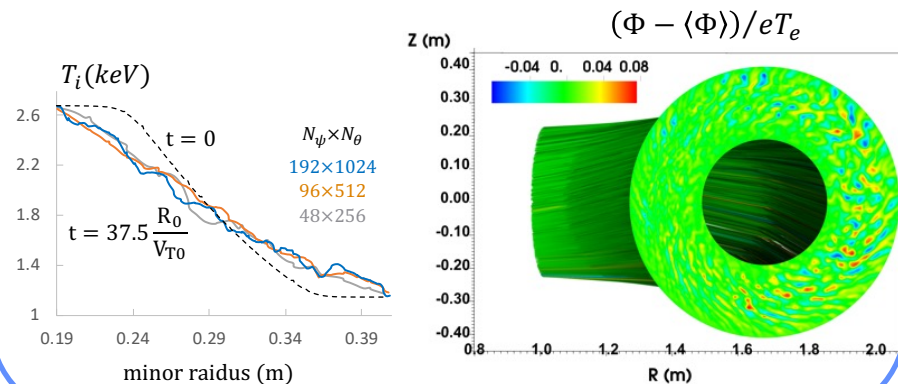 (Φ − ⟨Φ⟩)/eT_e
T_i(keV)
2.6
2.2
1.8
1.4
1
t = 0
N_ψ×N_θ
192×1024
96×512
48×256
t = 37.5 R_0/V_T0
0.19 0.24 0.29 0.34 0.39
minor raidus (m)
Z (m)
-0.04 0. 0.04 0.08
0.40
0.30
0.20
0.10
0.00
-0.10
-0.20
-0.30
-0.40
0.8 1.0 1.2 1.4 1.6 1.8 2.0
R (m)